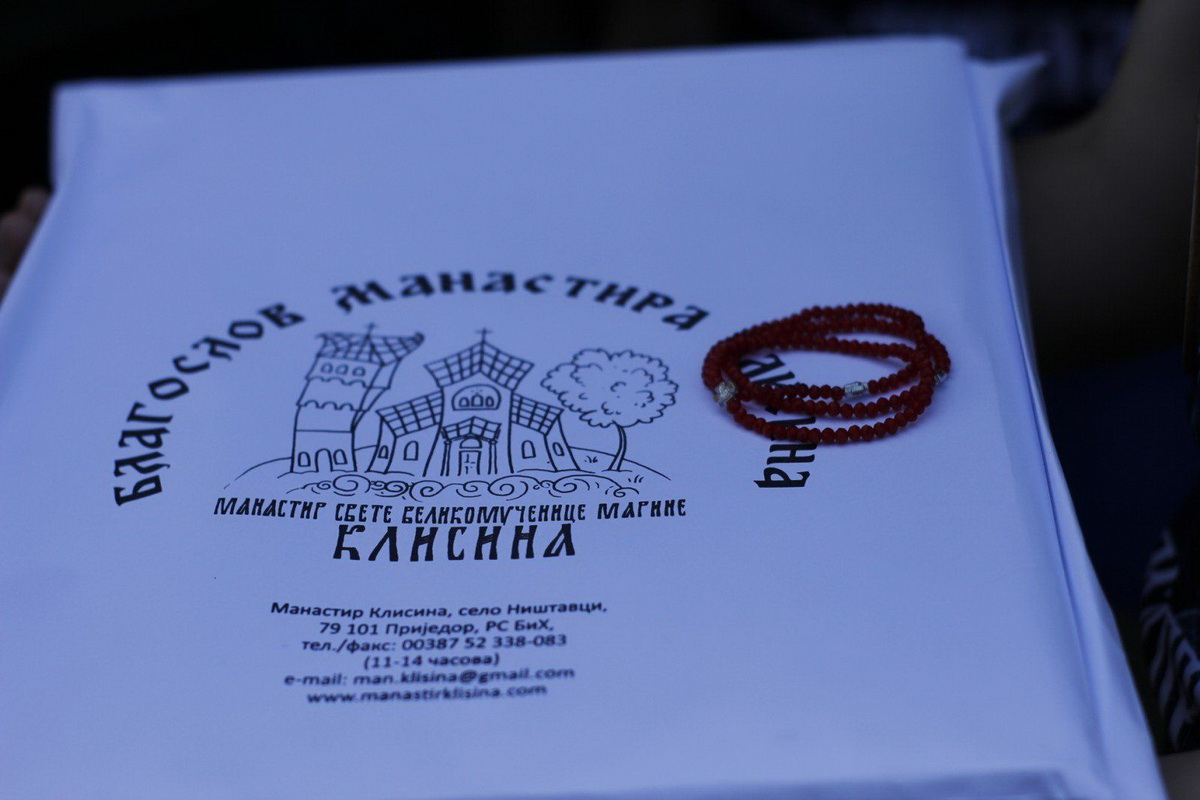 Благослов манастира
манастир свете великомученице Марине
Клисина
Манастир Клисина, село Ништавци,
79 101 Приједор, РС БиХ,
тел./факс: 00387 52 338-083
(11-14 часова)
e-mail: man.klisina@gmail.com
www.manastirklisina.com